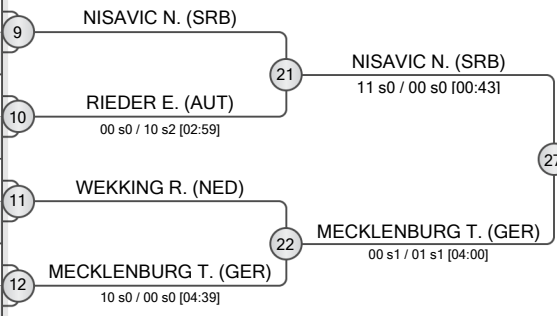 NISAVIC N. (SRB)
9
21
NISAVIC N. (SRB)
11 s0 / 00 s0 [00:43]
RIEDER E. (AUT)
10
00 s0 / 10 s2 [02:59]
27
WEKKING R. (NED)
11
22
MECKLENBURG T. (GER)
00 s1 / 01 s1 [04:00]
MECKLENBURG T. (GER)
12
10 s0 / 00 s0 [04:39]